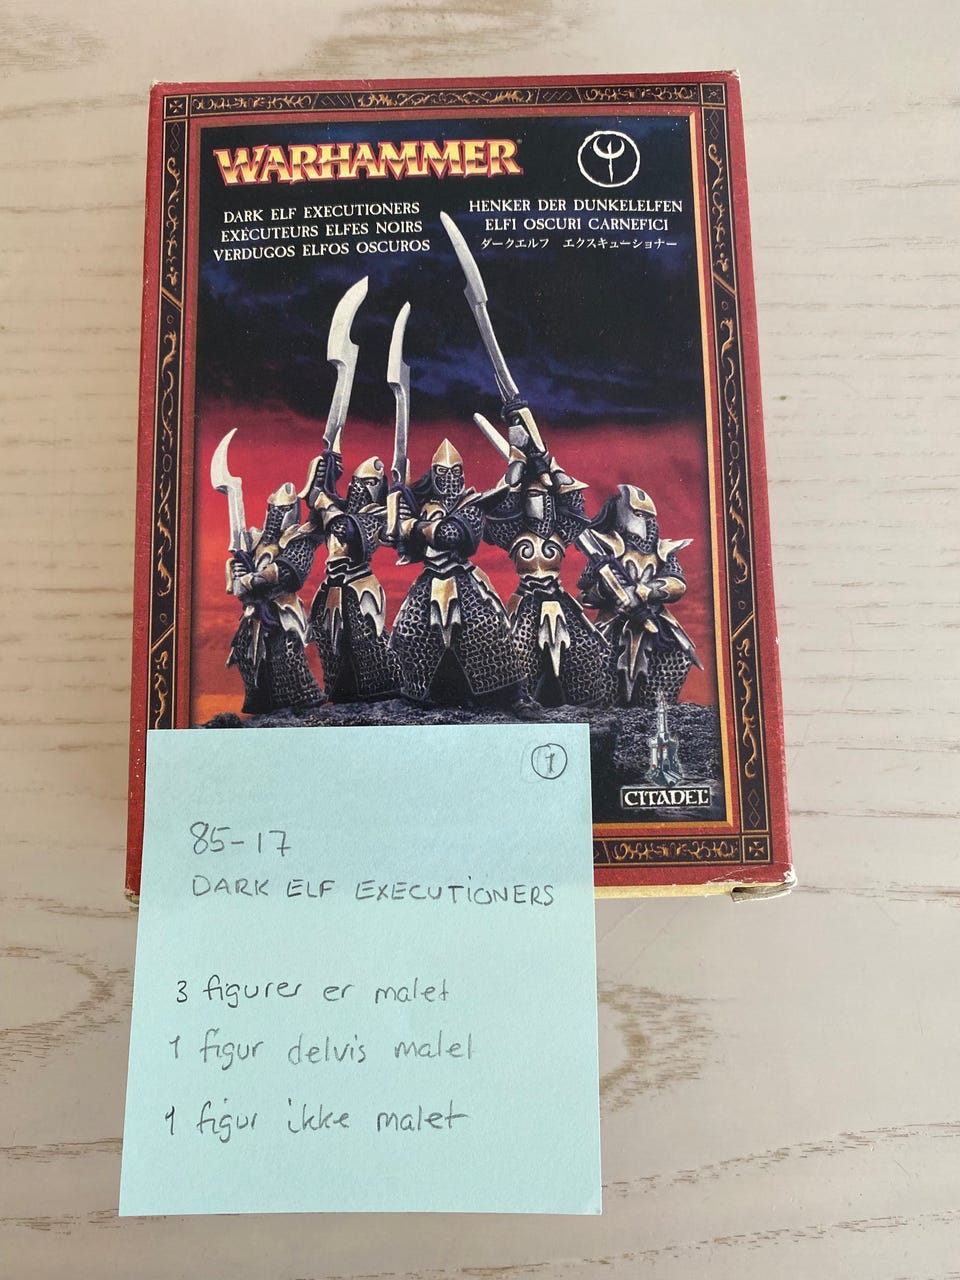 WARHAMMER
DARK ELF EXECUTIONERS
EXÉCUTEURS ELFES NOIRS
VERDUGOS ELFOS OSCUROS
HENKER DER DUNKELELFEN
ELFI OSCURI CARNEFICI
ダークエルフ エクスキューショナー
CITADEL
1
85-17
DARK ELF EXECUTIONERS
3 figurer er malet
1 figur delvis malet
1 figur ikke malet